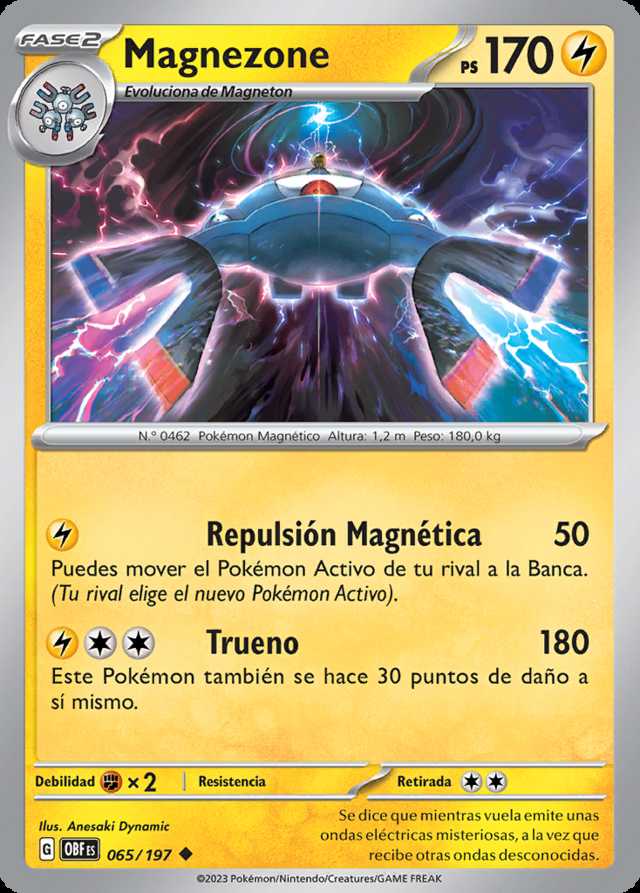 FASE 2
Magnezone
PS 170
Evoluciona de Magneton
N.º 0462 Pokémon Magnético Altura: 1,2 m Peso: 180,0 kg
Repulsión Magnética 50
Puedes mover el Pokémon Activo de tu rival a la Banca.
(Tu rival elige el nuevo Pokémon Activo).
Trueno 180
Este Pokémon también se hace 30 puntos de daño a
sí mismo.
Debilidad × 2 Resistencia Retirada
Ilus. Anesaki Dynamic
G OBF ES 065/197
Se dice que mientras vuela emite unas
ondas eléctricas misteriosas, a la vez que
recibe otras ondas desconocidas.
©2023 Pokémon/Nintendo/Creatures/GAME FREAK